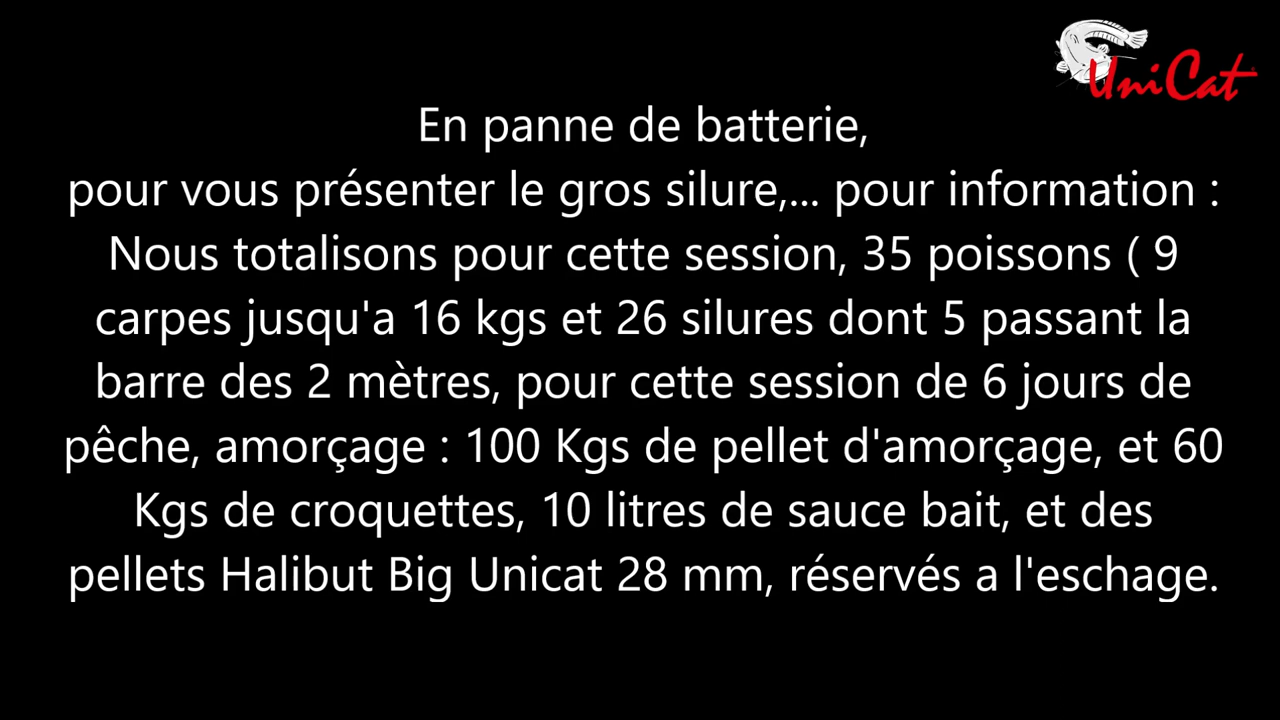 UniCat
En panne de batterie,
pour vous présenter le gros silure,... pour information :
Nous totalisons pour cette session, 35 poissons ( 9
carpes jusqu'a 16 kgs et 26 silures dont 5 passant la
barre des 2 mètres, pour cette session de 6 jours de
pêche, amorçage : 100 Kgs de pellet d'amorçage, et 60
Kgs de croquettes, 10 litres de sauce bait, et des
pellets Halibut Big Unicat 28 mm, réservés a l'eschage.